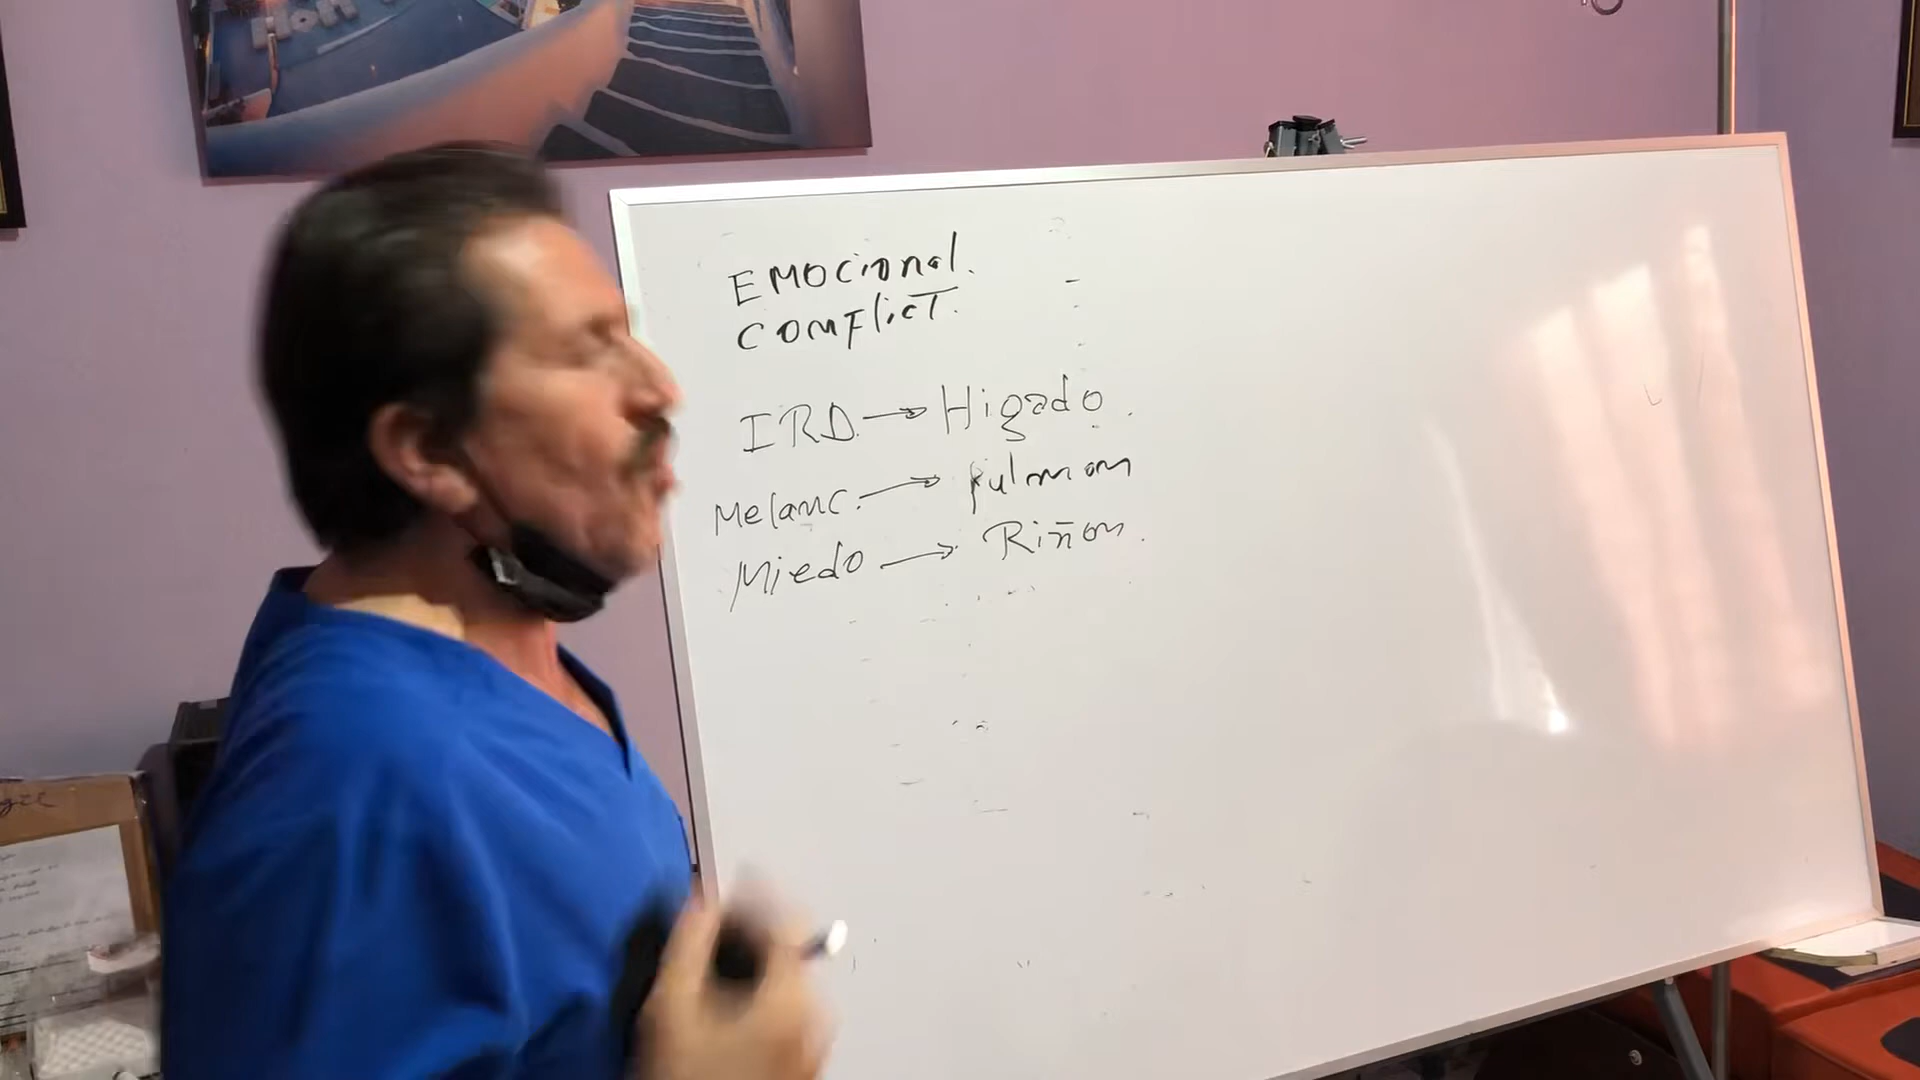 EMOCional.
CONFlicT.
IRA → Higado.
Melanc. → pulmon
Miedo → Riñon.